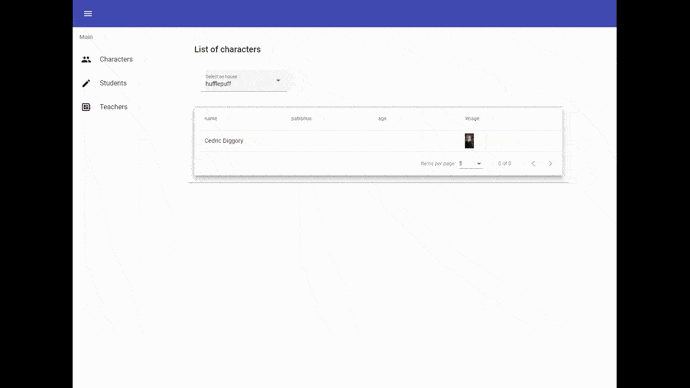 Main
Characters
Students
Teachers
List of characters
Select an house
hufflepuff
name patronus age image
Cedric Diggory
Items per page: 5 0 of 0